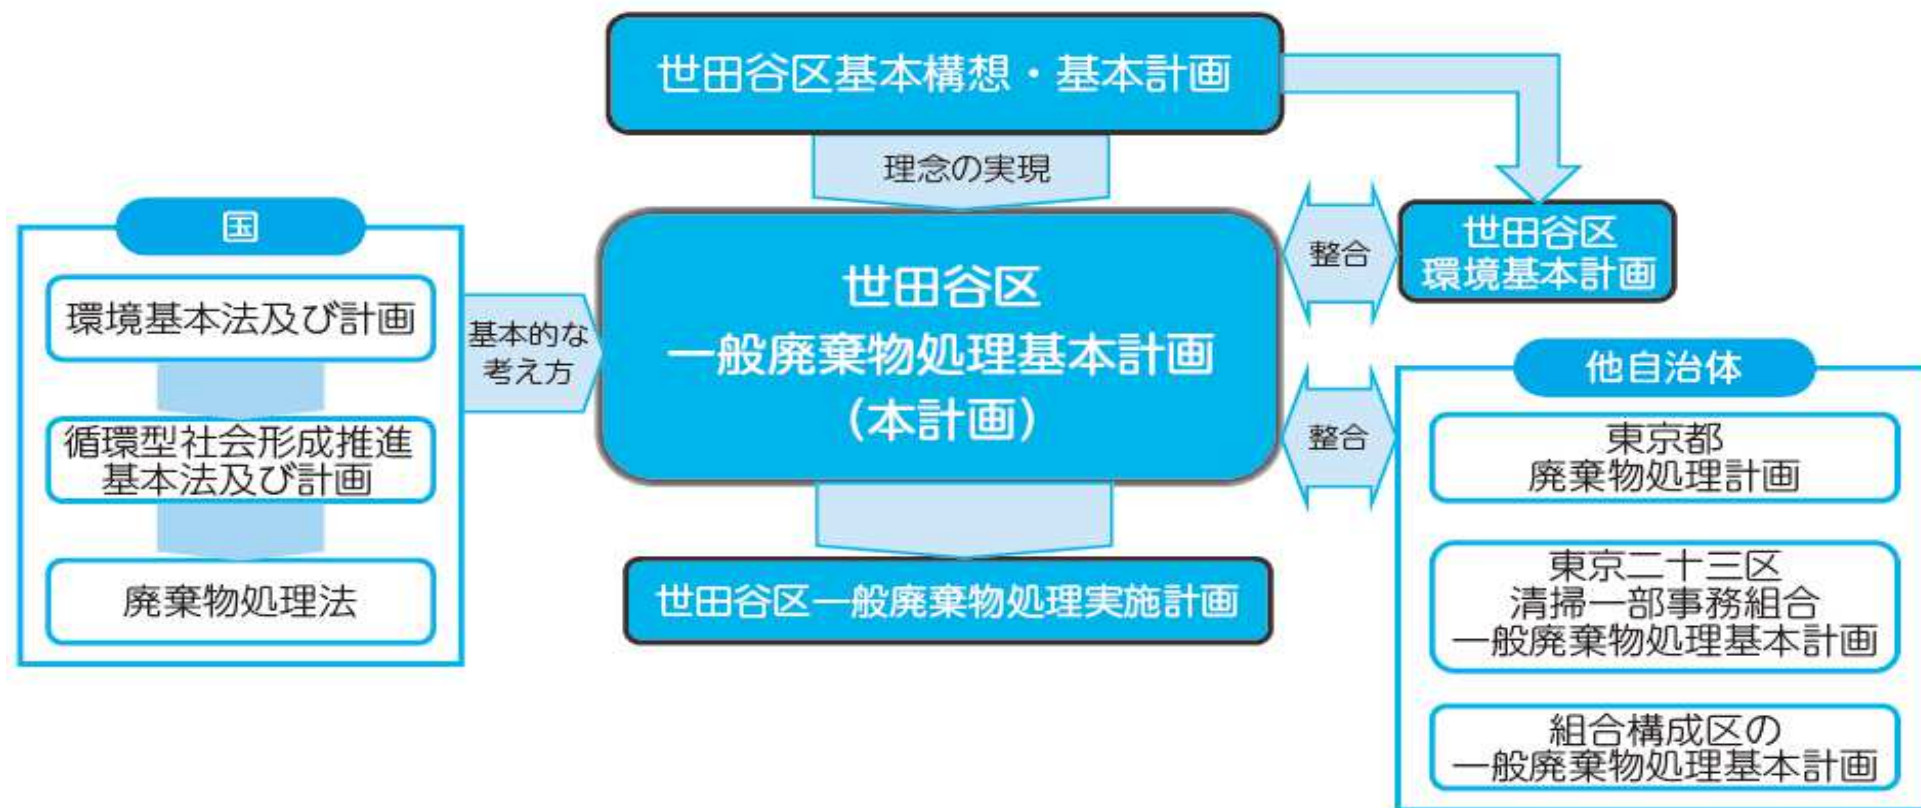 世田谷区基本構想・基本計画
理念の実現
国
環境基本法及び計画
循環型社会形成推進
基本法及び計画
廃棄物処理法
基本的な
考え方
世田谷区
一般廃棄物処理基本計画
（本計画）
整合
世田谷区
環境基本計画
整合
他自治体
東京都
廃棄物処理計画
東京二十三区
清掃一部事務組合
一般廃棄物処理基本計画
組合構成区の
一般廃棄物処理基本計画
世田谷区一般廃棄物処理実施計画